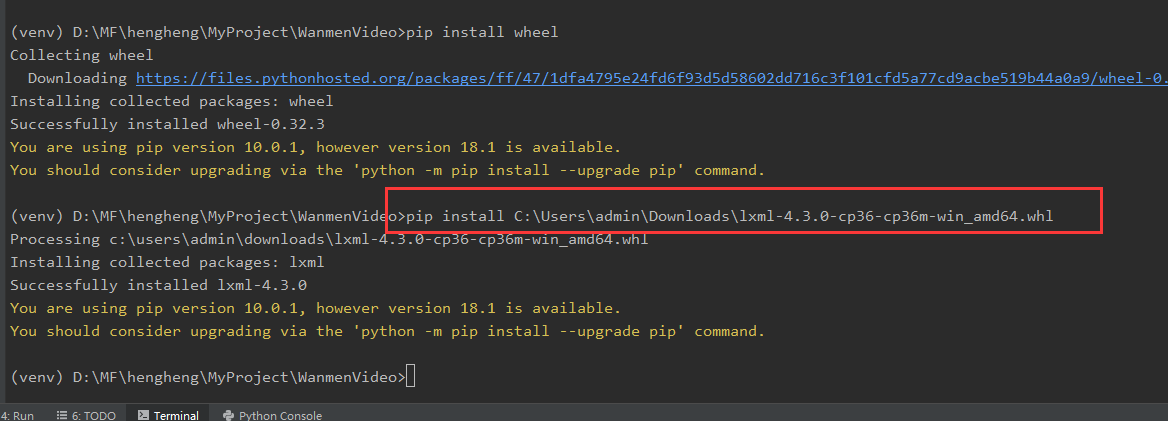 (venv) D:\MF\hengheng\MyProject\WanmenVideo>pip install wheel
Collecting wheel
  Downloading https://files.pythonhosted.org/packages/ff/47/1dfa4795e24fd6f93d5d58602dd716c3f101cfd5a77cd9acbe519b44a0a9/wheel-0.
Installing collected packages: wheel
Successfully installed wheel-0.32.3
You are using pip version 10.0.1, however version 18.1 is available.
You should consider upgrading via the 'python -m pip install --upgrade pip' command.
(venv) D:\MF\hengheng\MyProject\WanmenVideo>pip install C:\Users\admin\Downloads\lxml-4.3.0-cp36-cp36m-win_amd64.whl
Processing c:\users\admin\downloads\lxml-4.3.0-cp36-cp36m-win_amd64.whl
Installing collected packages: lxml
Successfully installed lxml-4.3.0
You are using pip version 10.0.1, however version 18.1 is available.
You should consider upgrading via the 'python -m pip install --upgrade pip' command.
(venv) D:\MF\hengheng\MyProject\WanmenVideo>
4: Run 6: TODO Terminal Python Console